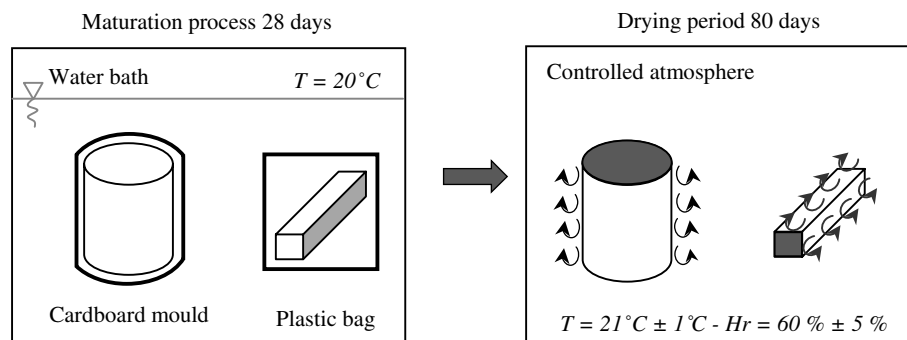 Maturation process 28 days
Drying period 80 days
Water bath
T = 20˚C
Controlled atmosphere
Cardboard mould
Plastic bag
T = 21˚C ± 1˚C - Hr = 60 % ± 5 %